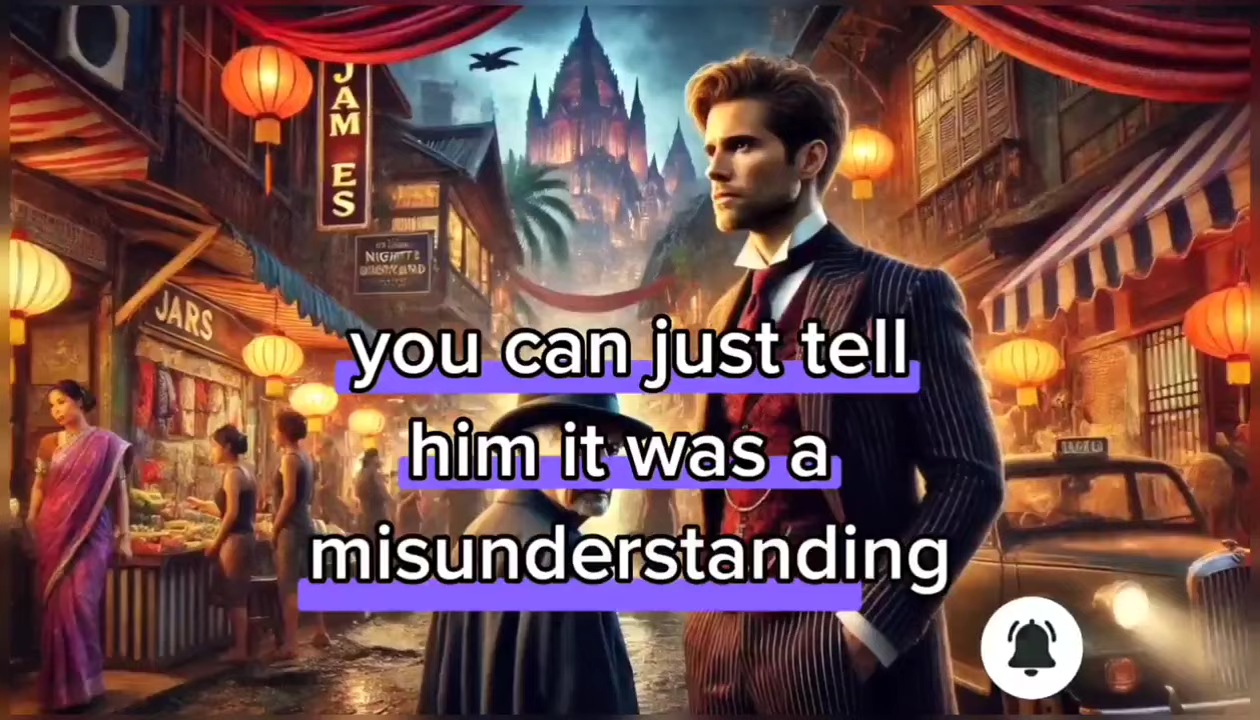 JAM ES
JARS
you can just tell
him it was a
misunderstanding